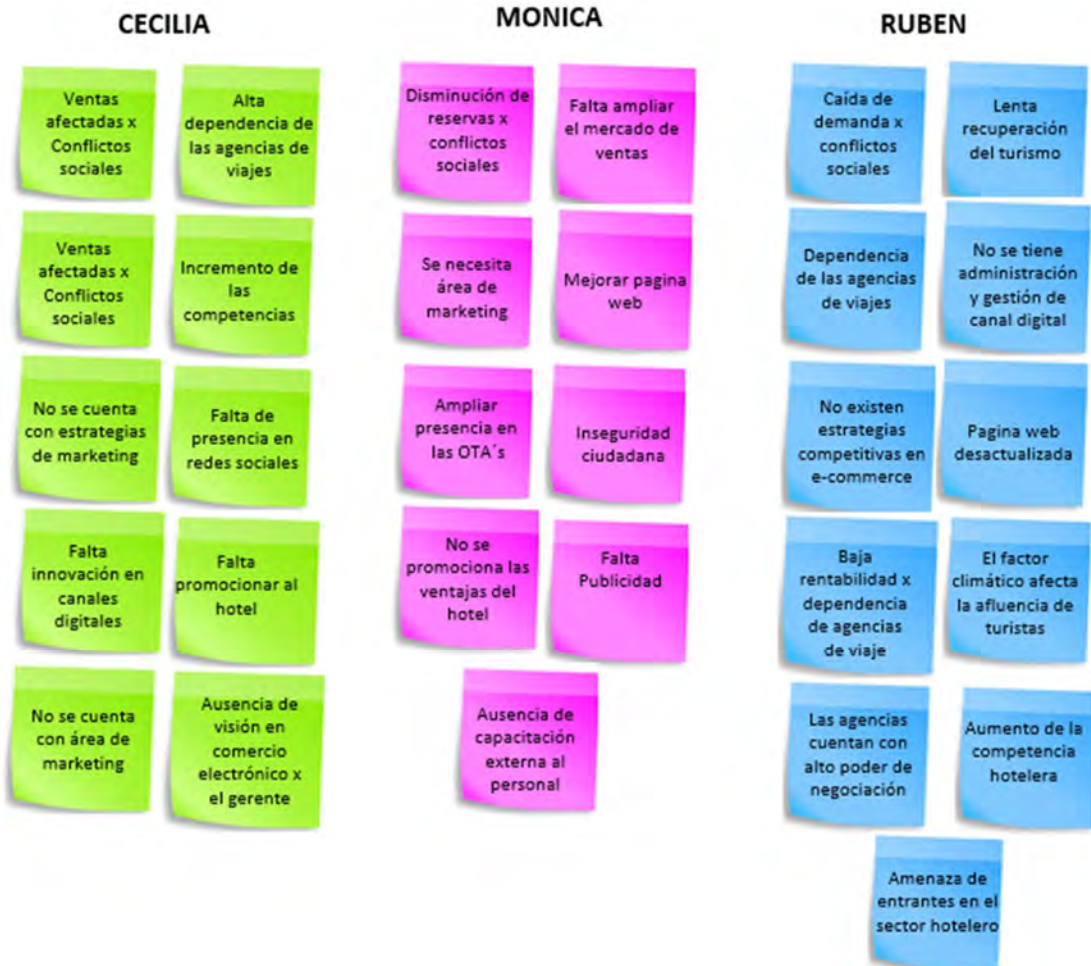 CECILIA
Ventas
afectadas x
Conflictos
sociales
Alta
dependencia de
las agencias de
viajes
Ventas
afectadas x
Conflictos
sociales
Incremento de
las
competencias
No se cuenta
con estrategias
de marketing
Falta de
presencia en
redes sociales
Falta
innovación en
canales
digitales
Falta
promocionar al
hotel
No se cuenta
con área de
marketing
Ausencia de
visión en
comercio
electrónico x
el gerente
MONICA
Disminución de
reservas x
conflictos
sociales
Falta ampliar
el mercado de
ventas
Se necesita
área de
marketing
Mejorar pagina
web
Ampliar
presencia en
las OTA´s
Inseguridad
ciudadana
No se
promociona las
ventajas del
hotel
Falta
Publicidad
Ausencia de
capacitación
externa al
personal
RUBEN
Caída de
demanda x
conflictos
sociales
Lenta
recuperación
del turismo
Dependencia
de las agencias
de viajes
No se tiene
administración
y gestión de
canal digital
No existen
estrategias
competitivas en
e-commerce
Pagina web
desactualizada
Baja
rentabilidad x
dependencia
de agencias
de viaje
El factor
climático afecta
la afluencia de
turistas
Las agencias
cuentan con
alto poder de
negociación
Aumento de la
competencia
hotelera
Amenaza de
entrantes en el
sector hotelero